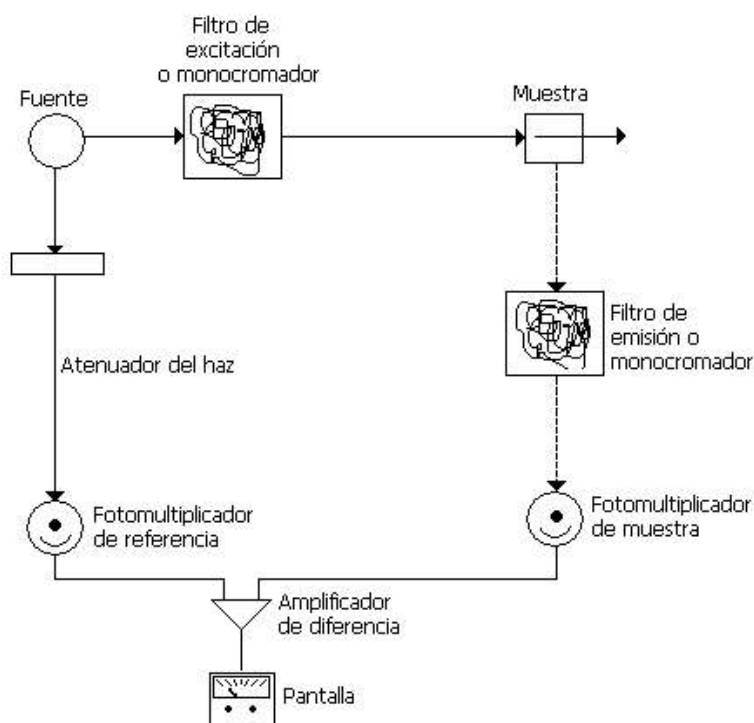 Filtro de
excitación
o monocromador
Fuente
Muestra
Filtro de
emisión o
monocromador
Atenuador del haz
Fotomultiplicador
de referencia
Fotomultiplicador
de muestra
Amplificador
de diferencia
Pantalla